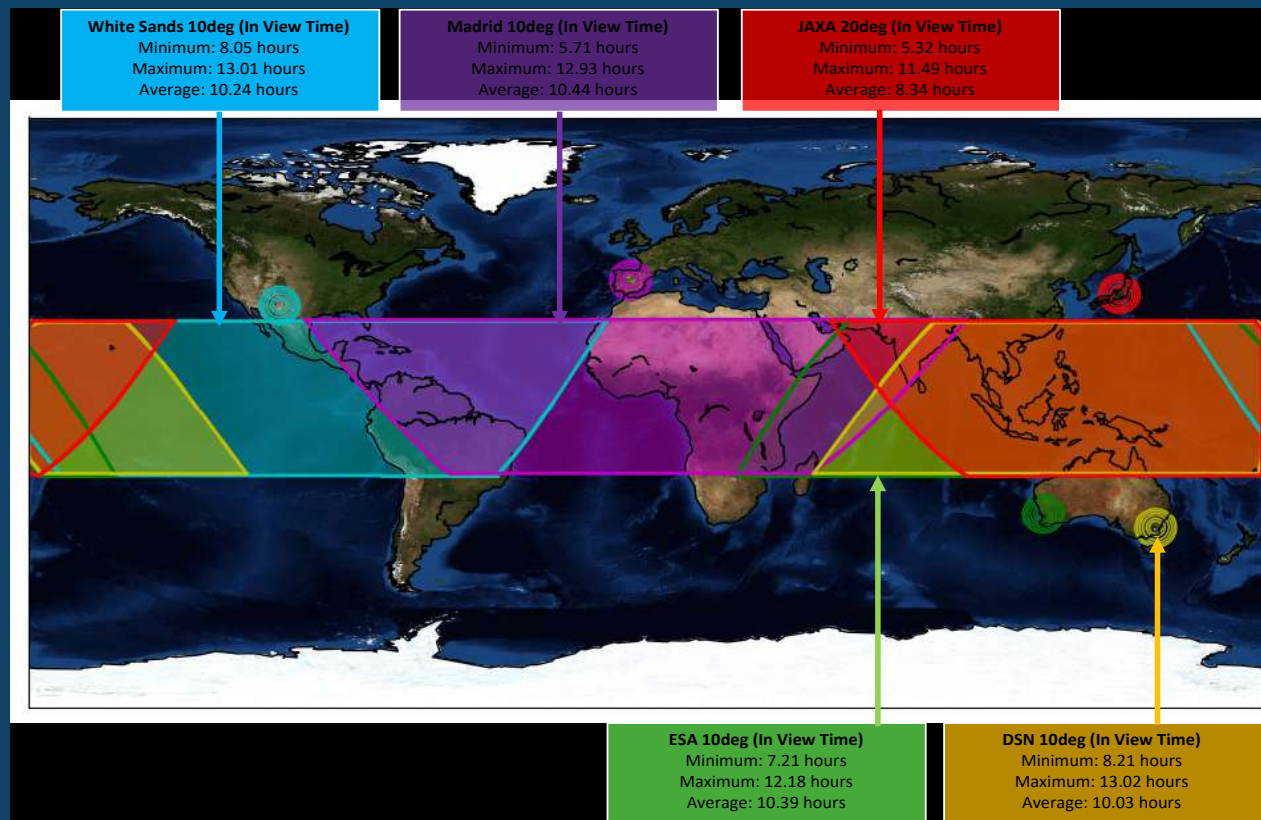 White Sands 10deg (In View Time)
Minimum: 8.05 hours
Maximum: 13.01 hours
Average: 10.24 hours
Madrid 10deg (In View Time)
Minimum: 5.71 hours
Maximum: 12.93 hours
Average: 10.44 hours
JAXA 20deg (In View Time)
Minimum: 5.32 hours
Maximum: 11.49 hours
Average: 8.34 hours
ESA 10deg (In View Time)
Minimum: 7.21 hours
Maximum: 12.18 hours
Average: 10.39 hours
DSN 10deg (In View Time)
Minimum: 8.21 hours
Maximum: 13.02 hours
Average: 10.03 hours